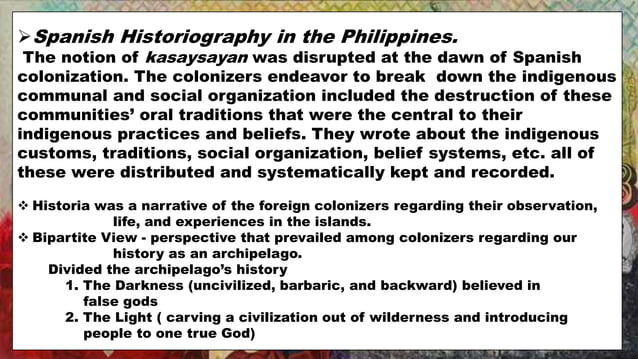 ➢Spanish Historiography in the Philippines.
The notion of kasaysayan was disrupted at the dawn of Spanish
colonization. The colonizers endeavor to break down the indigenous
communal and social organization included the destruction of these
communities’ oral traditions that were the central to their
indigenous practices and beliefs. They wrote about the indigenous
customs, traditions, social organization, belief systems, etc. all of
these were distributed and systematically kept and recorded.
❖ Historia was a narrative of the foreign colonizers regarding their observation,
life, and experiences in the islands.
❖ Bipartite View - perspective that prevailed among colonizers regarding our
history as an archipelago.
Divided the archipelago’s history
1. The Darkness (uncivilized, barbaric, and backward) believed in
false gods
2. The Light ( carving a civilization out of wilderness and introducing
people to one true God)